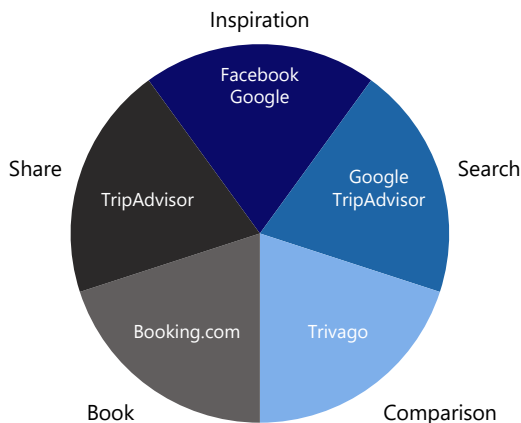 Inspiration
Facebook
Google
Search
Google
TripAdvisor
Comparison
Trivago
Book
Booking.com
Share
TripAdvisor